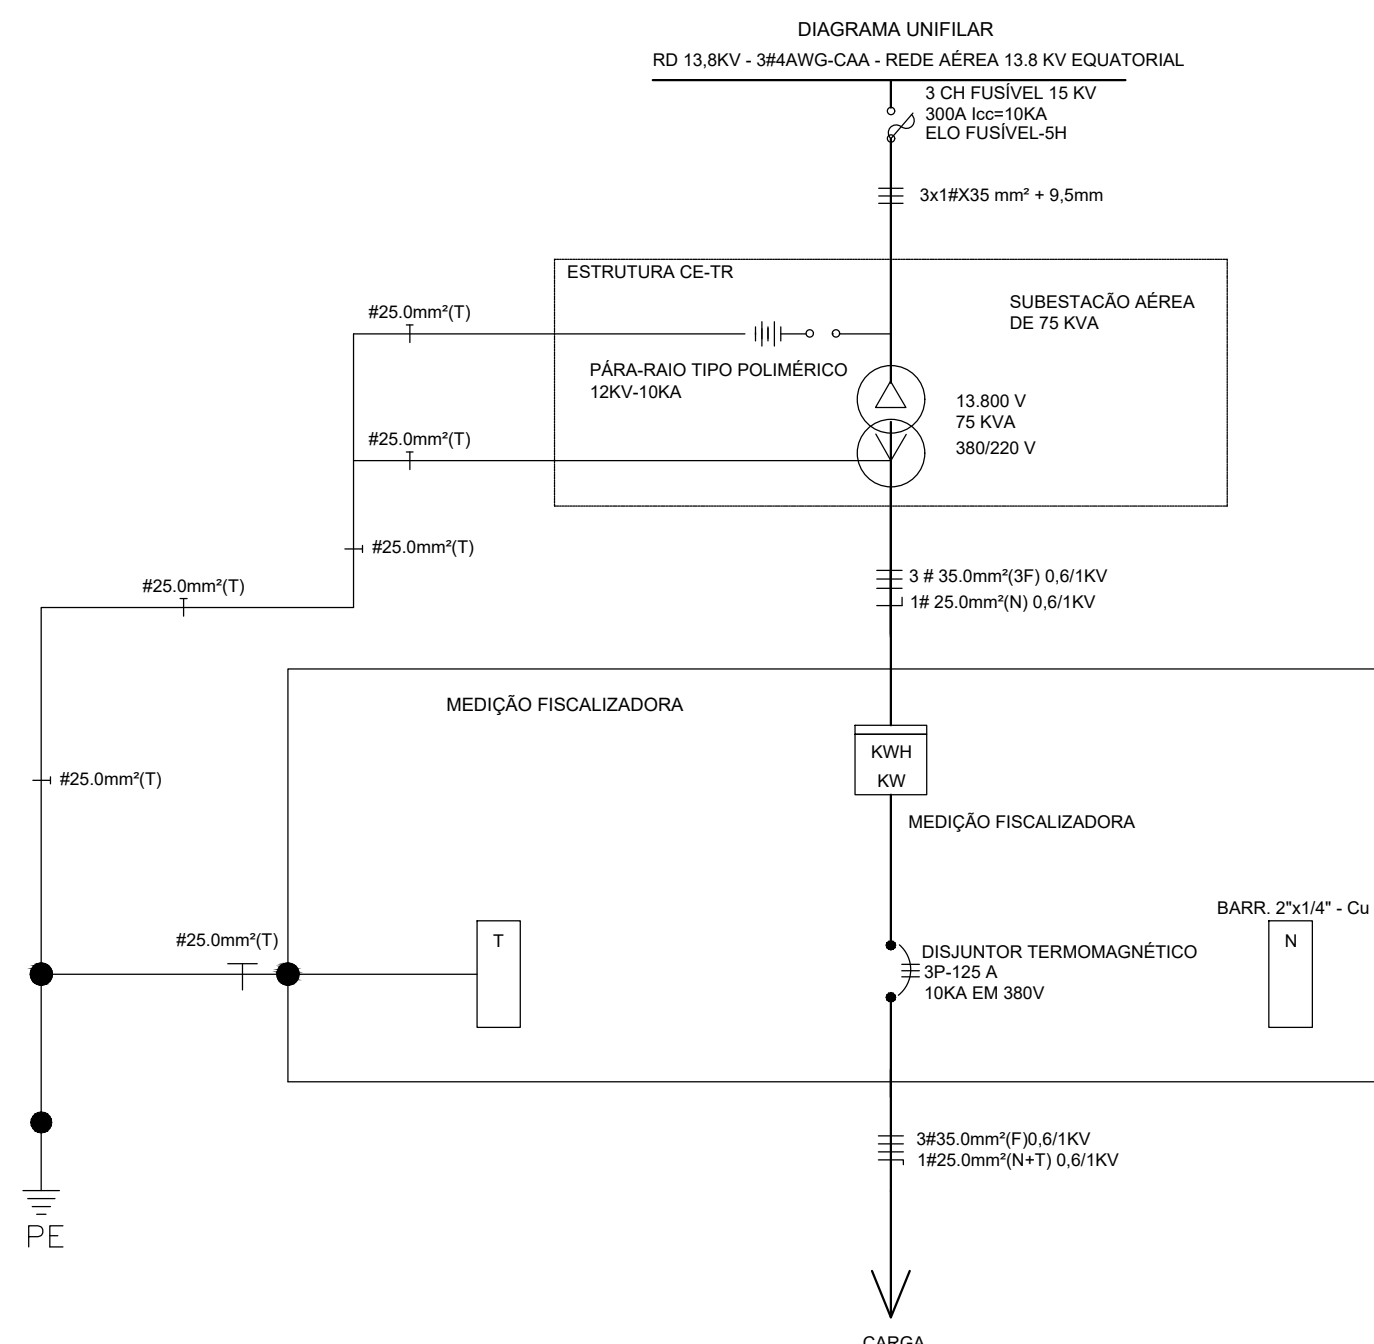 DIAGRAMA UNIFILAR
RD 13,8KV - 3#4AWG-CAA - REDE AÉREA 13.8 KV EQUATORIAL
3 CH FUSÍVEL 15 KV
300A Icc=10KA
ELO FUSÍVEL-5H
3x1#X35 mm² + 9,5mm
ESTRUTURA CE-TR
SUBESTACÃO AÉREA
DE 75 KVA
#25.0mm²(T)
PÁRA-RAIO TIPO POLIMÉRICO
12KV-10KA
13.800 V
75 KVA
380/220 V
#25.0mm²(T)
#25.0mm²(T)
#25.0mm²(T)
3 # 35.0mm²(3F) 0,6/1KV
1# 25.0mm²(N) 0,6/1KV
MEDIÇÃO FISCALIZADORA
KWH
KW
#25.0mm²(T)
MEDIÇÃO FISCALIZADORA
BARR. 2"x1/4" - Cu
#25.0mm²(T)
T
N
DISJUNTOR TERMOMAGNÉTICO
3P-125 A
10KA EM 380V
3#35.0mm²(F)0,6/1KV
1#25.0mm²(N+T) 0,6/1KV
PE
CARGA